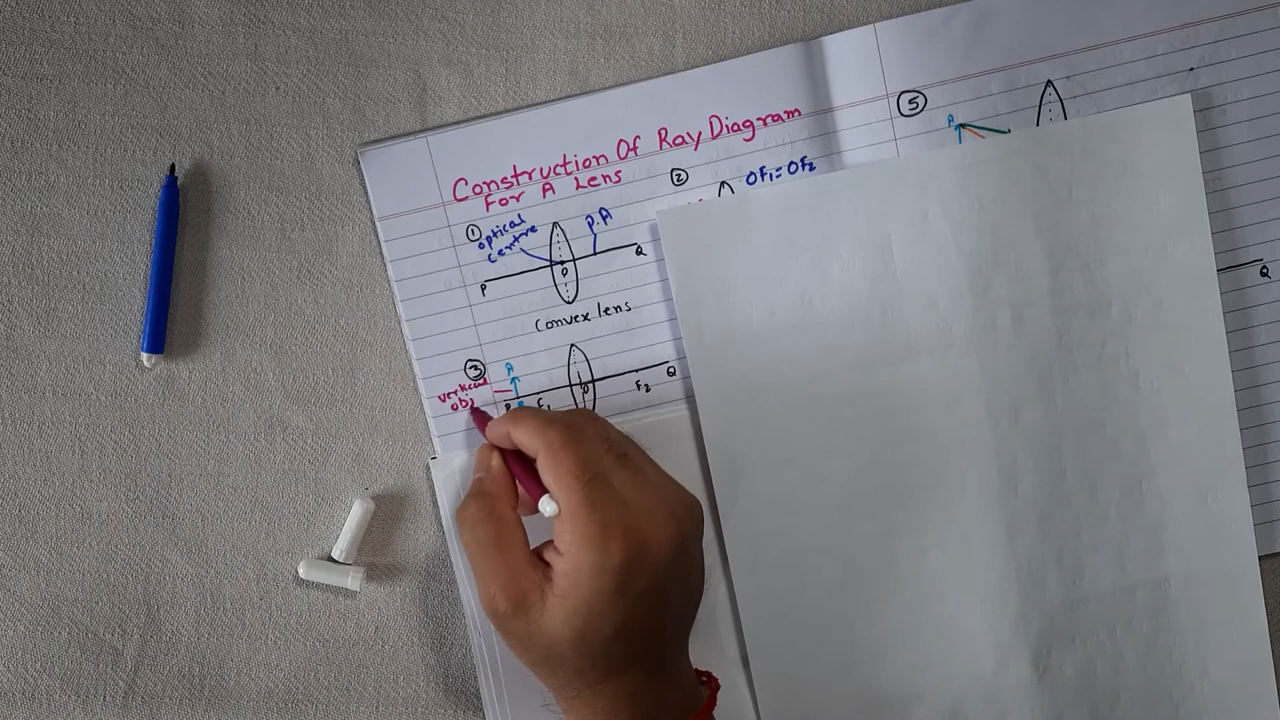 Construction Of Ray Diagram
For A Lens
①
optical
centre
P.A
O
P
Q
Convex lens
②
OF₁ = OF₂
③
vertical
obj
A
P
B
F₁
O
F₂
Q
⑤
A
Q